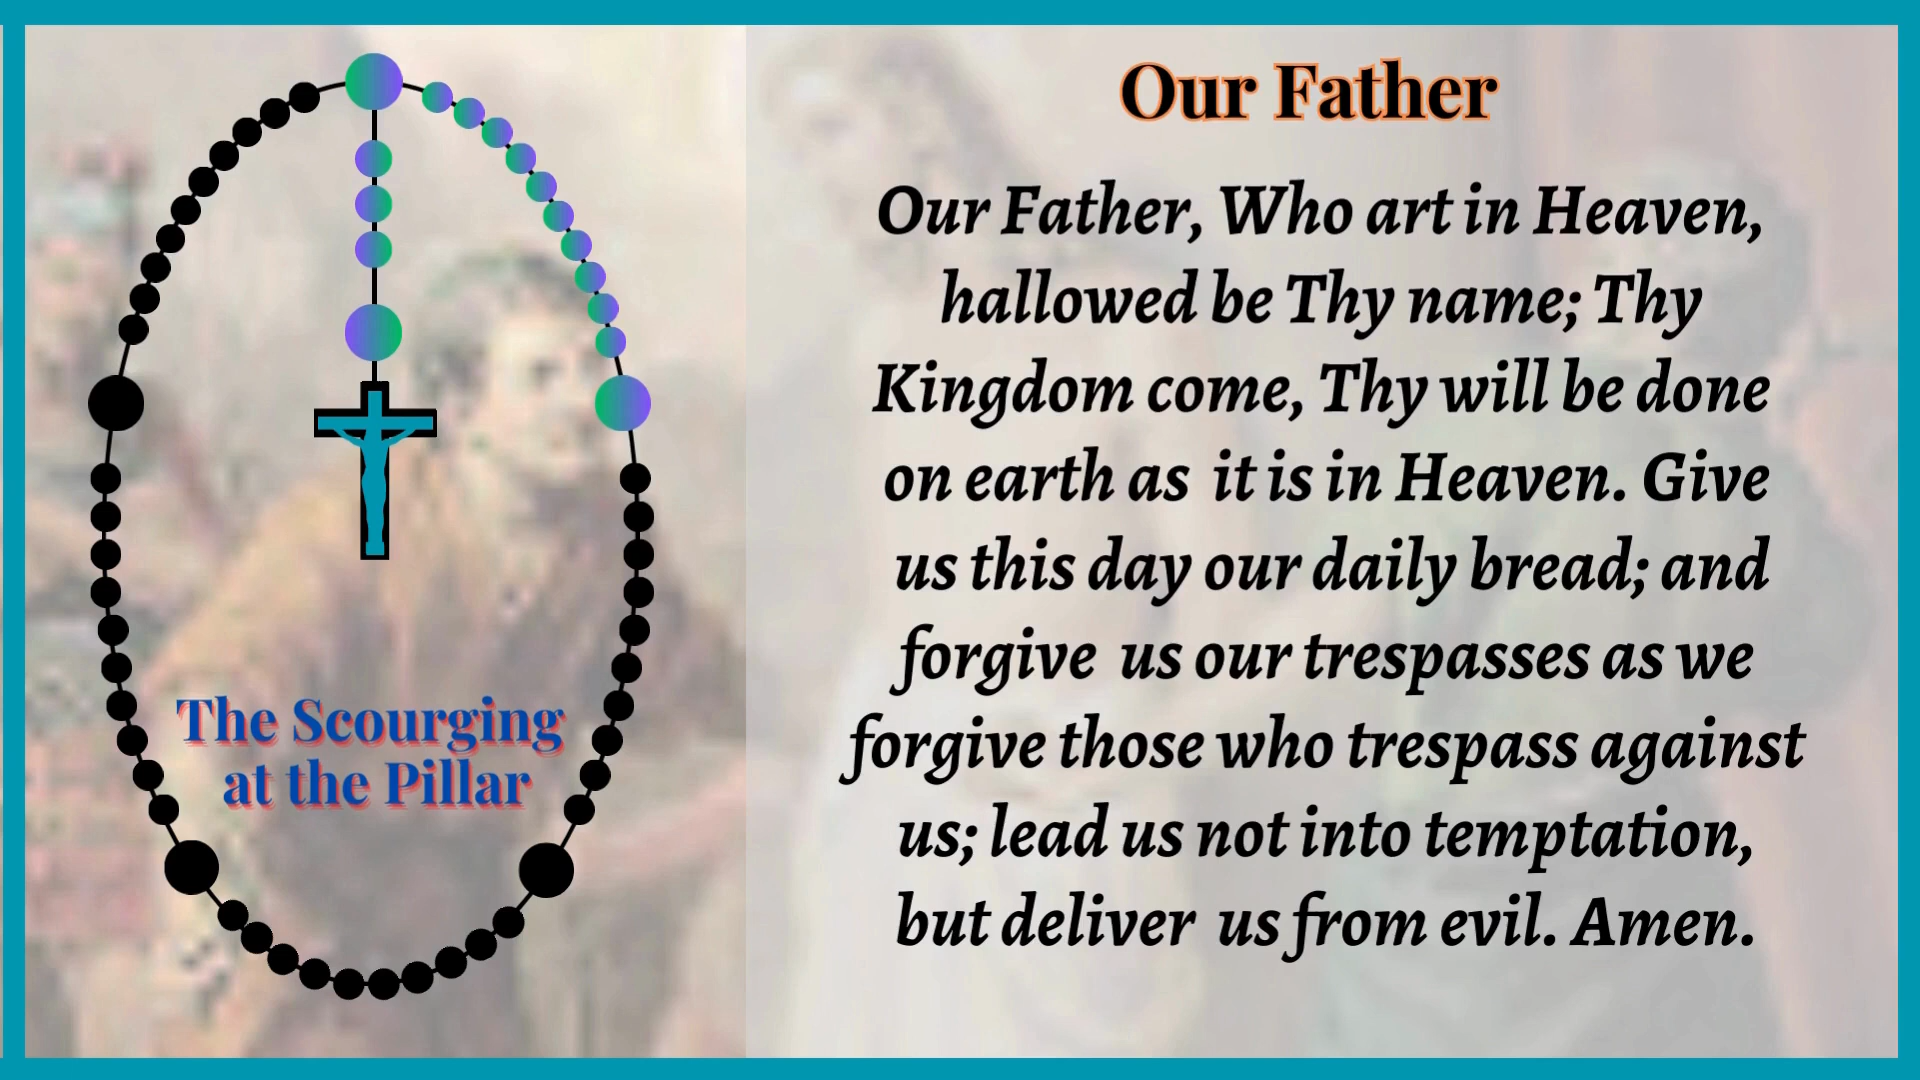 The Scourging
at the Pillar
Our Father
Our Father, Who art in Heaven,
hallowed be Thy name; Thy
Kingdom come, Thy will be done
on earth as it is in Heaven. Give
us this day our daily bread; and
forgive us our trespasses as we
forgive those who trespass against
us; lead us not into temptation,
but deliver us from evil. Amen.